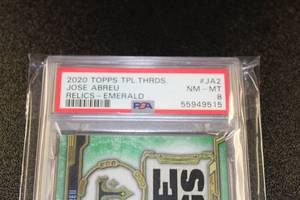 2020 TOPPS TPL.THRDS. #JA2
JOSE ABREU NM - MT
RELICS - EMERALD 8
PSA 55949515